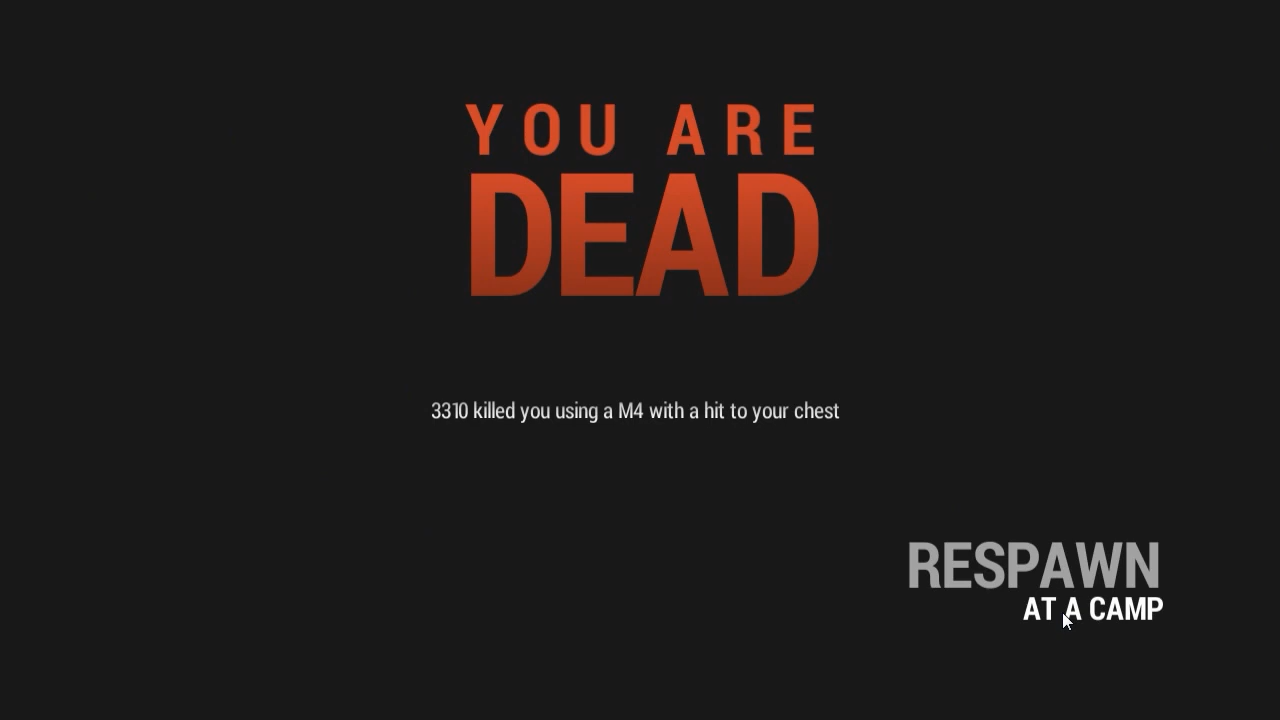 YOU ARE
DEAD
3310 killed you using a M4 with a hit to your chest
RESPAWN
AT A CAMP